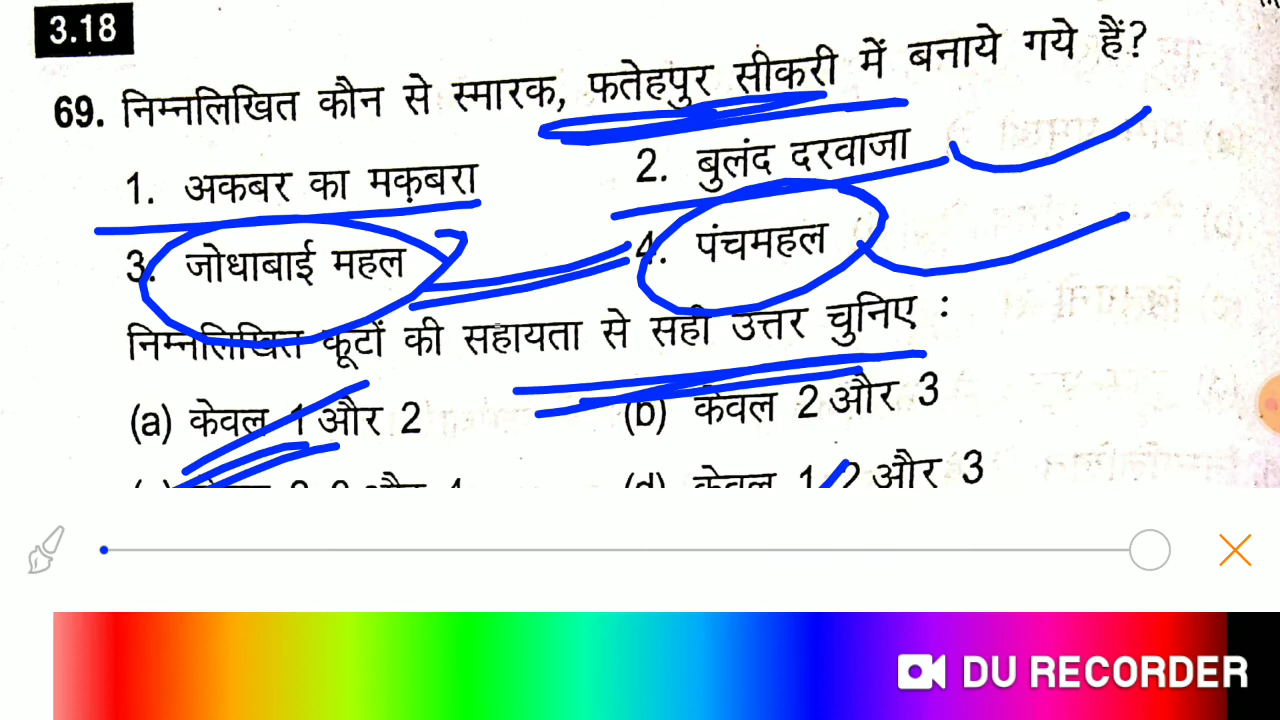 3.18
69. निम्नलिखित कौन से स्मारक, फतेहपुर सीकरी में बनाये गये हैं?
1. अकबर का मक़बरा 2. बुलंद दरवाजा
3. जोधाबाई महल 4. पंचमहल
निम्नलिखित कूटों की सहायता से सही उत्तर चुनिए :
(a) केवल 1 और 2 (b) केवल 2 और 3
(d) केवल 1 2 और 3
DU RECORDER